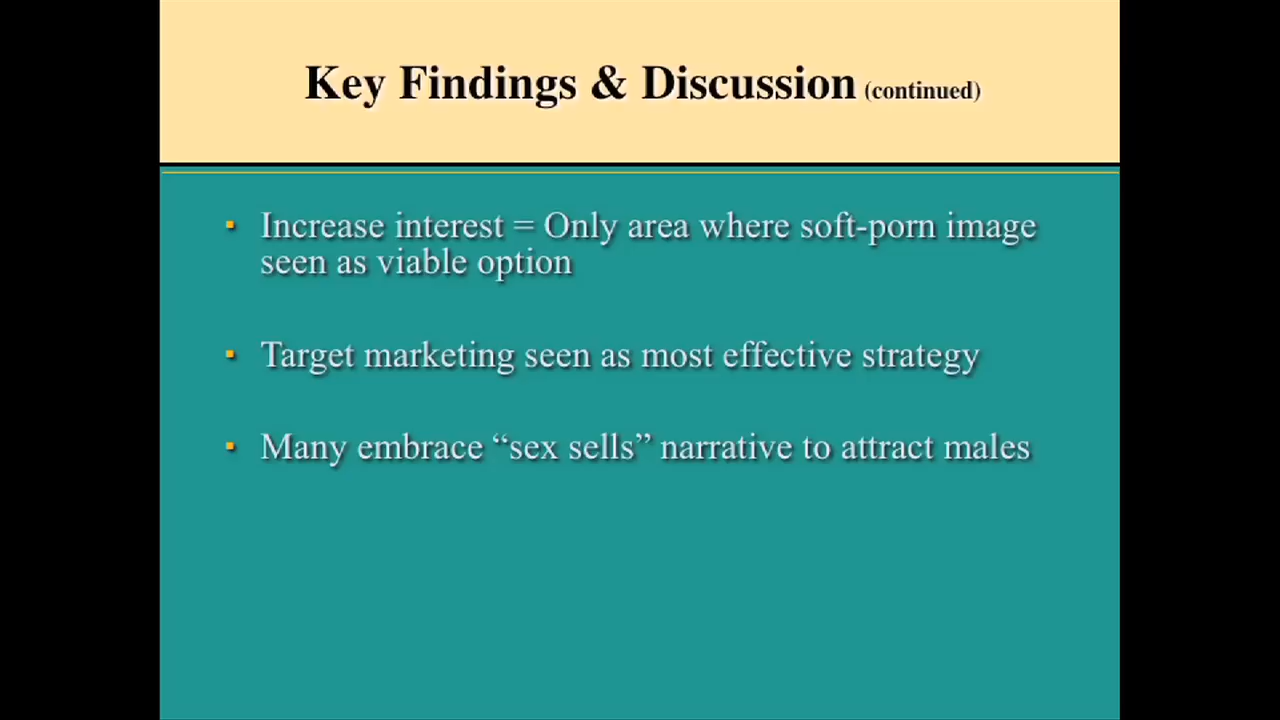 Key Findings & Discussion (continued)
▪ Increase interest = Only area where soft-porn image
seen as viable option
▪ Target marketing seen as most effective strategy
▪ Many embrace “sex sells” narrative to attract males